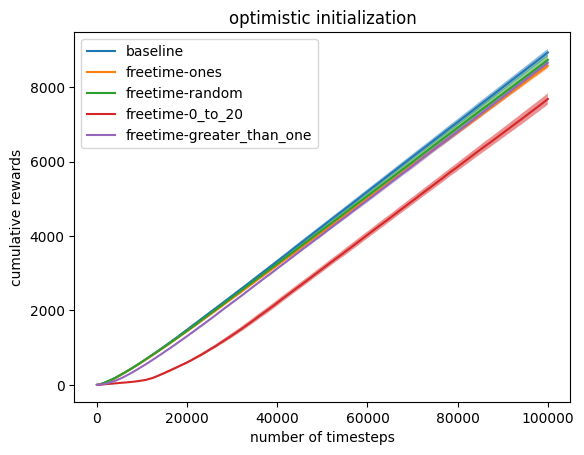 optimistic initialization
baseline
freetime-ones
freetime-random
freetime-0_to_20
freetime-greater_than_one
cumulative rewards
8000
6000
4000
2000
0
0 20000 40000 60000 80000 100000
number of timesteps